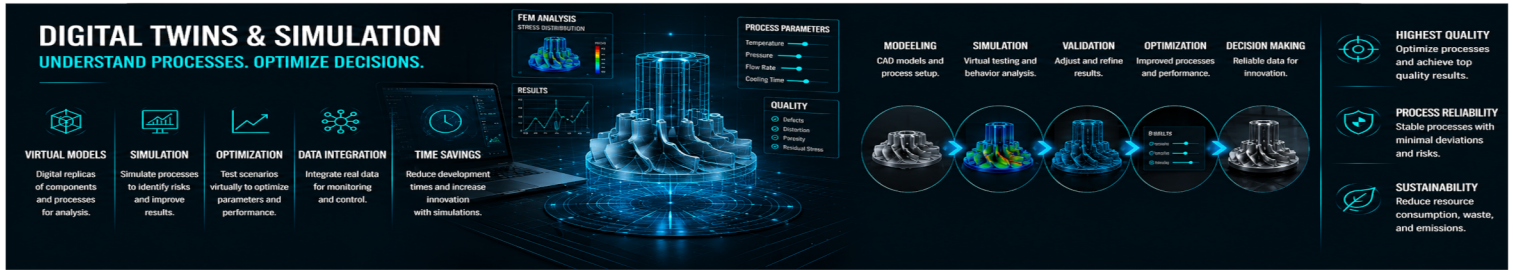 DIGITAL TWINS & SIMULATION
UNDERSTAND PROCESSES. OPTIMIZE DECISIONS.
VIRTUAL MODELS
Digital replicas
of components
and processes
for analysis.
SIMULATION
Simulate processes
to identify risks
and improve
results.
OPTIMIZATION
Test scenarios
virtually to optimize
parameters and
performance.
DATA INTEGRATION
Integrate real data
for monitoring
and control.
TIME SAVINGS
Reduce development
times and increase
innovation
with simulations.
FEM ANALYSIS
STRESS DISTRIBUTION
RESULTS
PROCESS PARAMETERS
Temperature
Pressure
Flow Rate
Cooling Time
QUALITY
Defects
Distortion
Porosity
Residual Stress
MODEELING
CAD models and
process setup.
SIMULATION
Virtual testing and
behavior analysis.
VALIDATION
Adjust and refine
results.
OPTIMIZATION
Improved processes
and performance.
DECISION MAKING
Reliable data for
innovation.
HIGHEST QUALITY
Optimize processes
and achieve top
quality results.
PROCESS RELIABILITY
Stable processes with
minimal deviations
and risks.
SUSTAINABILITY
Reduce resource
consumption, waste,
and emissions.